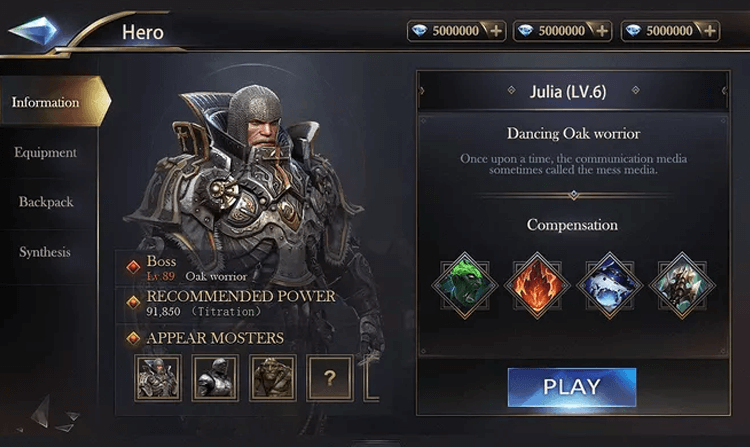 Hero
5000000
5000000
5000000
Information
Equipment
Backpack
Synthesis
Boss
Lv.89 Oak worrior
RECOMMENDED POWER
91,850 (Titration)
APPEAR MOSTERS
?
Julia (LV.6)
Dancing Oak worrior
Once upon a time, the communication media
sometimes called the mess media.
Compensation
PLAY